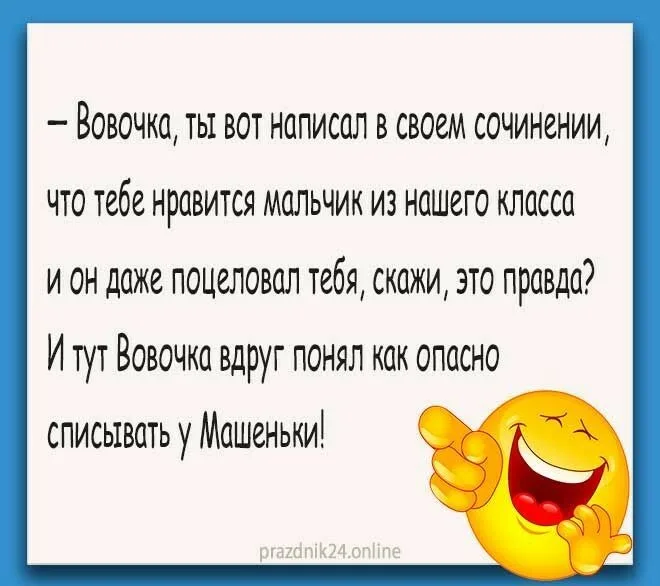 – Вовочка, ты вот написал в своем сочинении,
что тебе нравится мальчик из нашего класса
и он даже поцеловал тебя, скажи, это правда?
И тут Вовочка вдруг понял как опасно
списывать у Машеньки!
prazdnik24.online